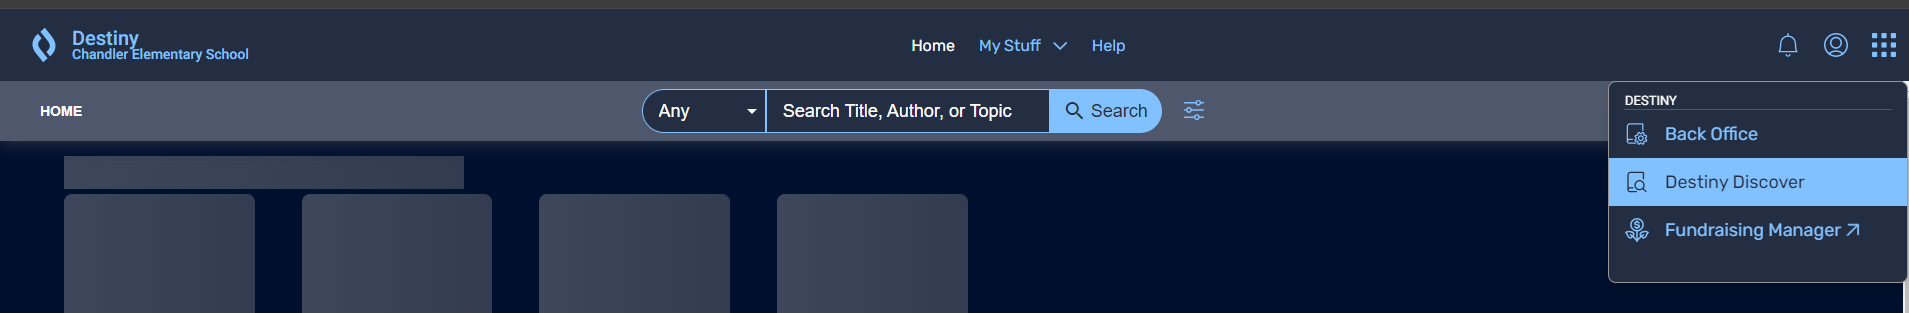 Destiny
Chandler Elementary School
Home My Stuff Help
HOME
Any Search Title, Author, or Topic Search
DESTINY
Back Office
Destiny Discover
Fundraising Manager